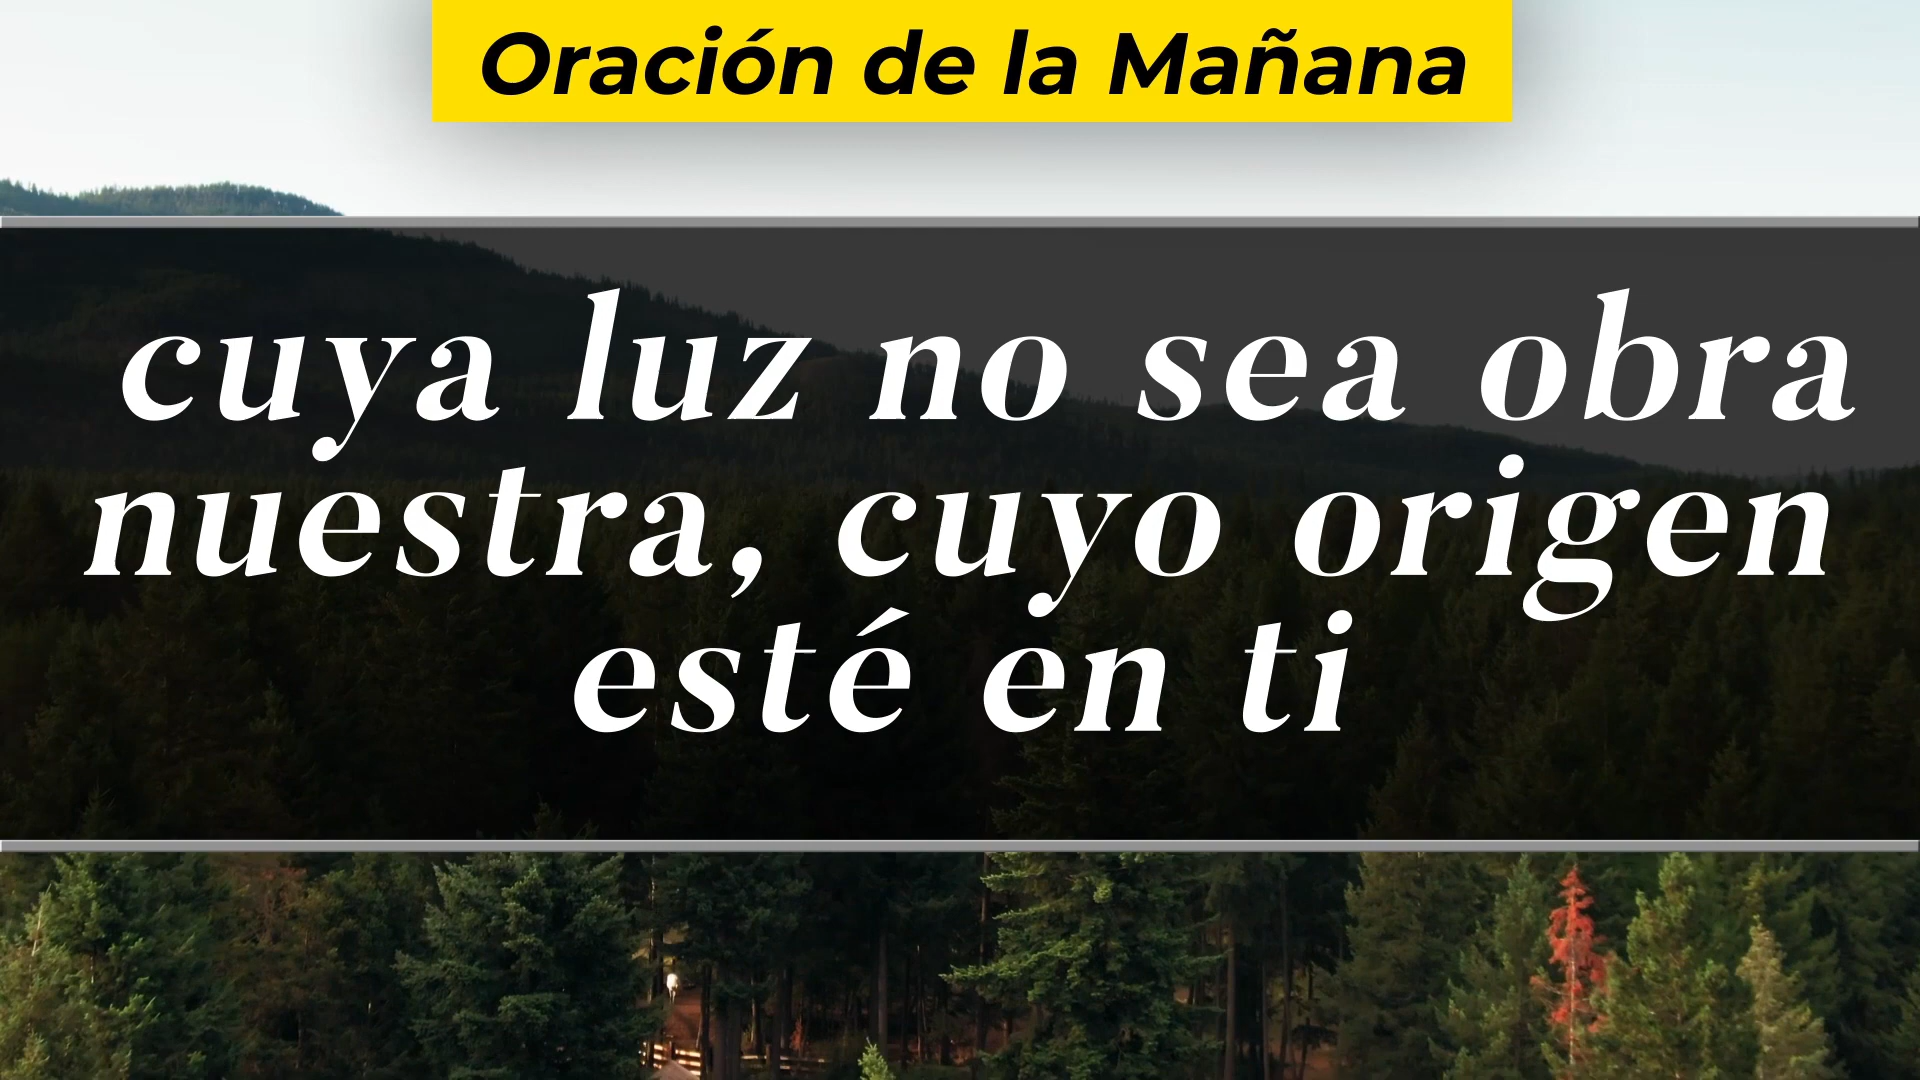 Oración de la Mañana
cuya luz no sea obra
nuestra, cuyo origen
esté en ti